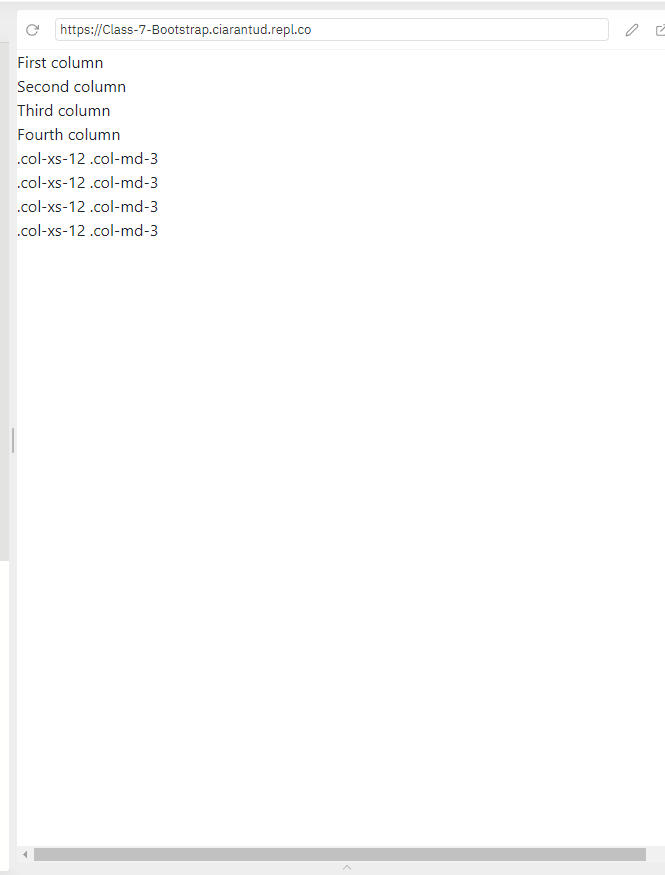 https://Class-7-Bootstrap.ciarantud.repl.co
First column
Second column
Third column
Fourth column
.col-xs-12 .col-md-3
.col-xs-12 .col-md-3
.col-xs-12 .col-md-3
.col-xs-12 .col-md-3